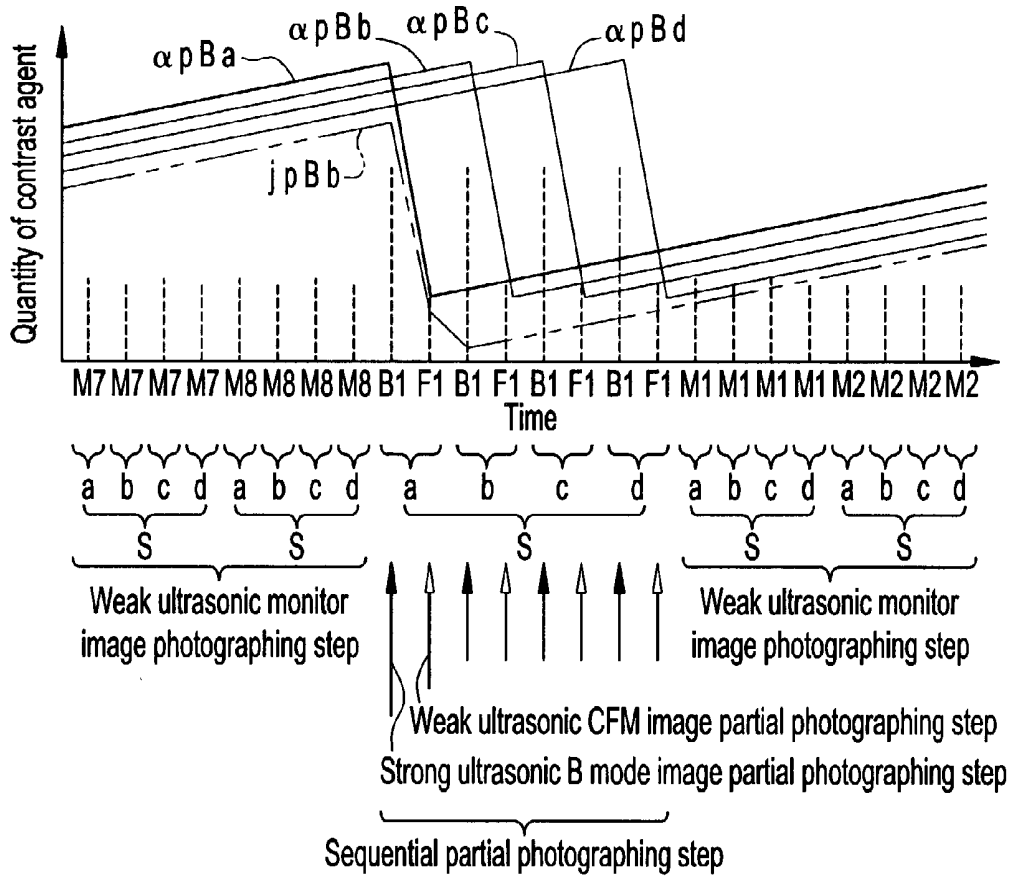 αpBa
αpBb
αpBc
αpBd
jpBb
Quantity of contrast agent
M7 M7 M7 M7 M8 M8 M8 M8 B1 F1 B1 F1 B1 F1 B1 F1 M1 M1 M1 M1 M2 M2 M2 M2
Time
a b c d a b c d a b c d a b c d a b c d
S S S S S
Weak ultrasonic monitor
image photographing step
Weak ultrasonic monitor
image photographing step
Weak ultrasonic CFM image partial photographing step
Strong ultrasonic B mode image partial photographing step
Sequential partial photographing step